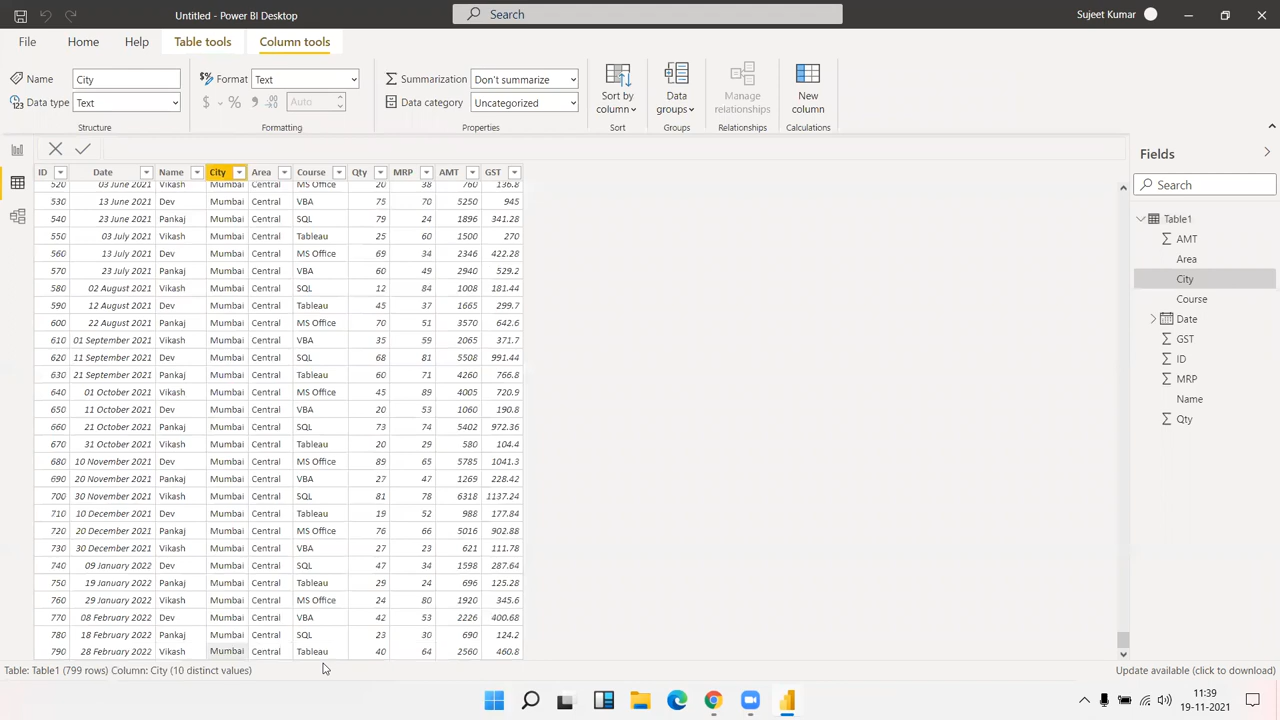 Untitled - Power BI Desktop
Search
Sujeet Kumar
File Home Help Table tools Column tools
Name City
Data type Text
Structure
Format Text
$ % Auto
Formatting
Summarization Don't summarize
Data category Uncategorized
Properties
Sort by column
Sort
Data groups
Groups
Manage relationships
Relationships
New column
Calculations
ID Date Name City Area Course Qty MRP AMT GST
520 03 June 2021 Vikash Mumbai Central MS Office 20 38 760 136.8
530 13 June 2021 Dev Mumbai Central VBA 75 70 5250 945
540 23 June 2021 Pankaj Mumbai Central SQL 79 24 1896 341.28
550 03 July 2021 Vikash Mumbai Central Tableau 25 60 1500 270
560 13 July 2021 Dev Mumbai Central MS Office 69 34 2346 422.28
570 23 July 2021 Pankaj Mumbai Central VBA 60 49 2940 529.2
580 02 August 2021 Vikash Mumbai Central SQL 12 84 1008 181.44
590 12 August 2021 Dev Mumbai Central Tableau 45 37 1665 299.7
600 22 August 2021 Pankaj Mumbai Central MS Office 70 51 3570 642.6
610 01 September 2021 Vikash Mumbai Central VBA 35 59 2065 371.7
620 11 September 2021 Dev Mumbai Central SQL 68 81 5508 991.44
630 21 September 2021 Pankaj Mumbai Central Tableau 60 71 4260 766.8
640 01 October 2021 Vikash Mumbai Central MS Office 45 89 4005 720.9
650 11 October 2021 Dev Mumbai Central VBA 20 53 1060 190.8
660 21 October 2021 Pankaj Mumbai Central SQL 73 74 5402 972.36
670 31 October 2021 Vikash Mumbai Central Tableau 20 29 580 104.4
680 10 November 2021 Dev Mumbai Central MS Office 89 65 5785 1041.3
690 20 November 2021 Pankaj Mumbai Central VBA 27 47 1269 228.42
700 30 November 2021 Vikash Mumbai Central SQL 81 78 6318 1137.24
710 10 December 2021 Dev Mumbai Central Tableau 19 52 988 177.84
720 20 December 2021 Pankaj Mumbai Central MS Office 76 66 5016 902.88
730 30 December 2021 Vikash Mumbai Central VBA 27 23 621 111.78
740 09 January 2022 Dev Mumbai Central SQL 47 34 1598 287.64
750 19 January 2022 Pankaj Mumbai Central Tableau 29 24 696 125.28
760 29 January 2022 Vikash Mumbai Central MS Office 24 80 1920 345.6
770 08 February 2022 Dev Mumbai Central VBA 42 53 2226 400.68
780 18 February 2022 Pankaj Mumbai Central SQL 23 30 690 124.2
790 28 February 2022 Vikash Mumbai Central Tableau 40 64 2560 460.8
Fields
Search
Table1
AMT
Area
City
Course
Date
GST
ID
MRP
Name
Qty
Table: Table1 (799 rows) Column: City (10 distinct values)
Update available (click to download)
11:39
19-11-2021